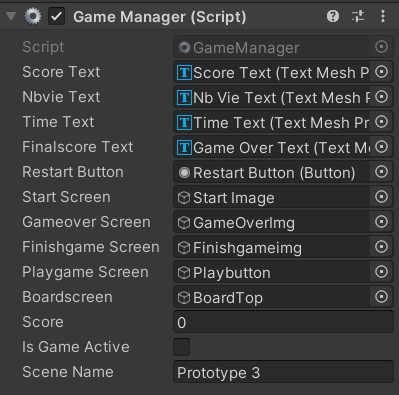 Game Manager (Script)
Script GameManager
Score Text Score Text (Text Mesh P
Nbvie Text Nb Vie Text (Text Mesh P
Time Text Time Text (Text Mesh Pr
Finalscore Text Game Over Text (Text M
Restart Button Restart Button (Button)
Start Screen Start Image
Gameover Screen GameOverImg
Finishgame Screen Finishgameimg
Playgame Screen Playbutton
Boardscreen BoardTop
Score 0
Is Game Active
Scene Name Prototype 3